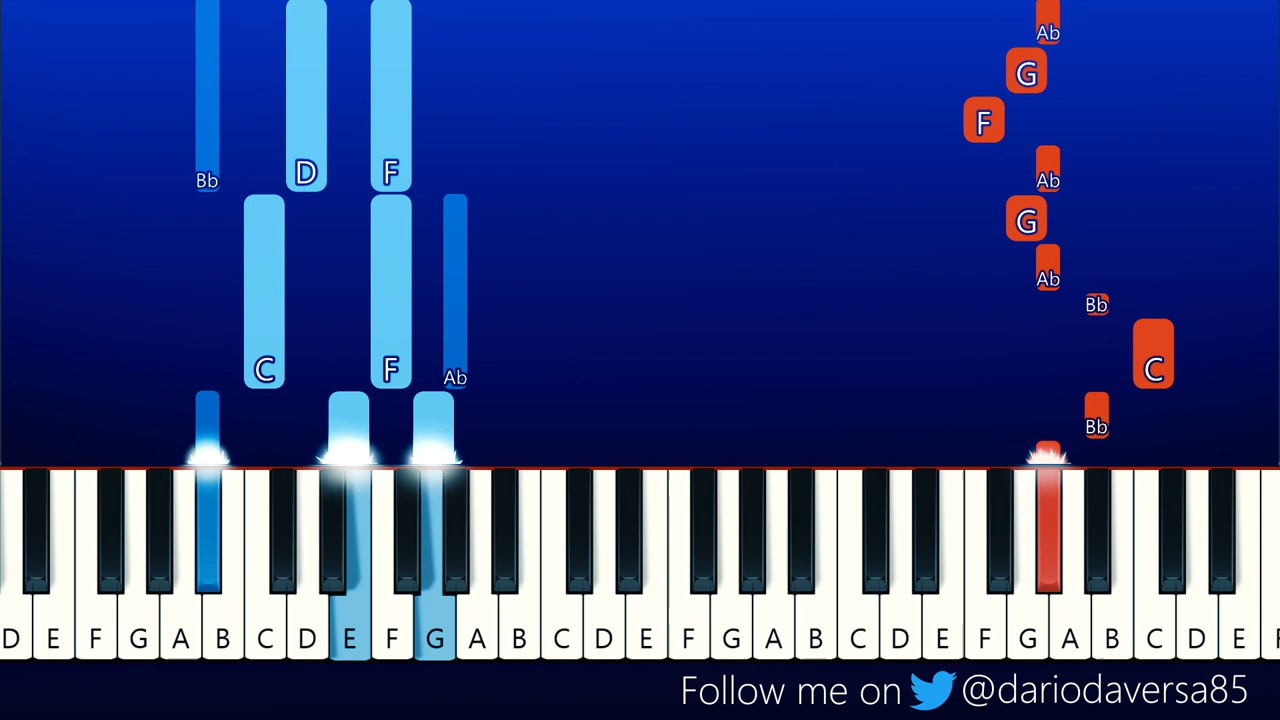 Ab
G
F
Bb D F Ab
G
Ab
Bb
C F Ab C
Bb
D E F G A B C D E F G A B C D E F G A B C D E F G A B C D E
Follow me on @dariodaversa85